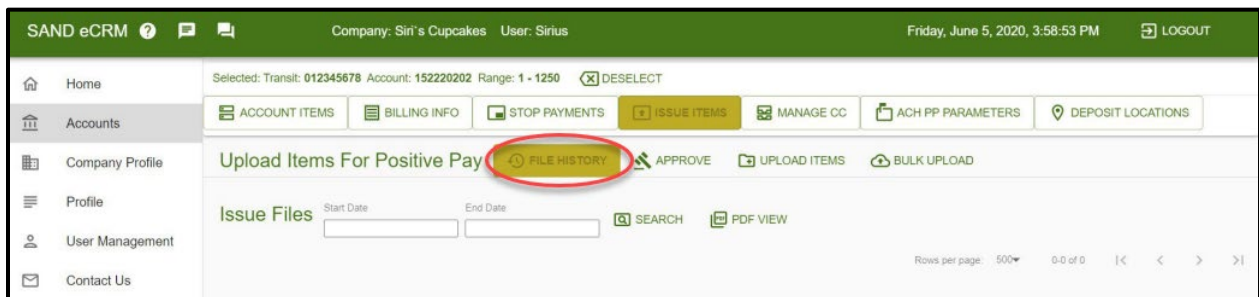 SAND eCRM ? Company: Siri`s Cupcakes User: Sirius Friday, June 5, 2020, 3:58:53 PM LOGOUT
Home
Accounts
Company Profile
Profile
User Management
Contact Us
Selected: Transit: 012345678 Account: 152220202 Range: 1 - 1250 DESELECT
ACCOUNT ITEMS BILLING INFO STOP PAYMENTS ISSUE ITEMS MANAGE CC ACH PP PARAMETERS DEPOSIT LOCATIONS
Upload Items For Positive Pay FILE HISTORY APPROVE UPLOAD ITEMS BULK UPLOAD
Start Date End Date
Issue Files SEARCH PDF VIEW
Rows per page: 500 0-0 of 0 |< < > >|